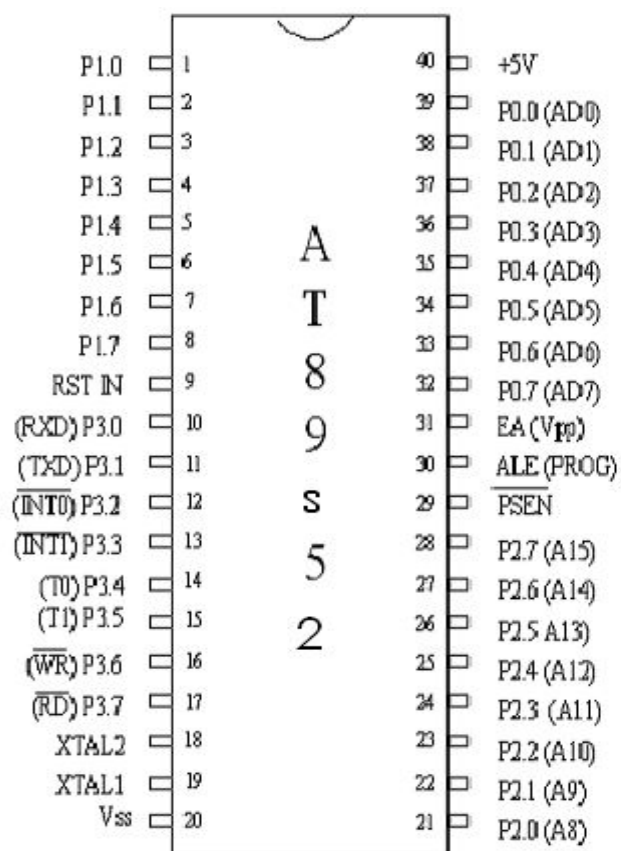 P1.0 1 40 +5V
P1.1 2 39 P0.0 (AD0)
P1.2 3 38 P0.1 (AD1)
P1.3 4 37 P0.2 (AD2)
P1.4 5 36 P0.3 (AD3)
P1.5 6 35 P0.4 (AD4)
P1.6 7 34 P0.5 (AD5)
P1.7 8 33 P0.6 (AD6)
RST IN 9 32 P0.7 (AD7)
(RXD) P3.0 10 31 EA (Vpp)
(TXD) P3.1 11 30 ALE (PROG)
(I̅N̅T̅0̅) P3.2 12 29 P̅S̅E̅N̅
(I̅N̅T̅1̅) P3.3 13 28 P2.7 (A15)
(T0) P3.4 14 27 P2.6 (A14)
(T1) P3.5 15 26 P2.5 A13)
(W̅R̅) P3.6 16 25 P2.4 (A12)
(R̅D̅) P3.7 17 24 P2.3 (A11)
XTAL2 18 23 P2.2 (A10)
XTAL1 19 22 P2.1 (A9)
Vss 20 21 P2.0 (A8)
A
T
8
9
s
5
2